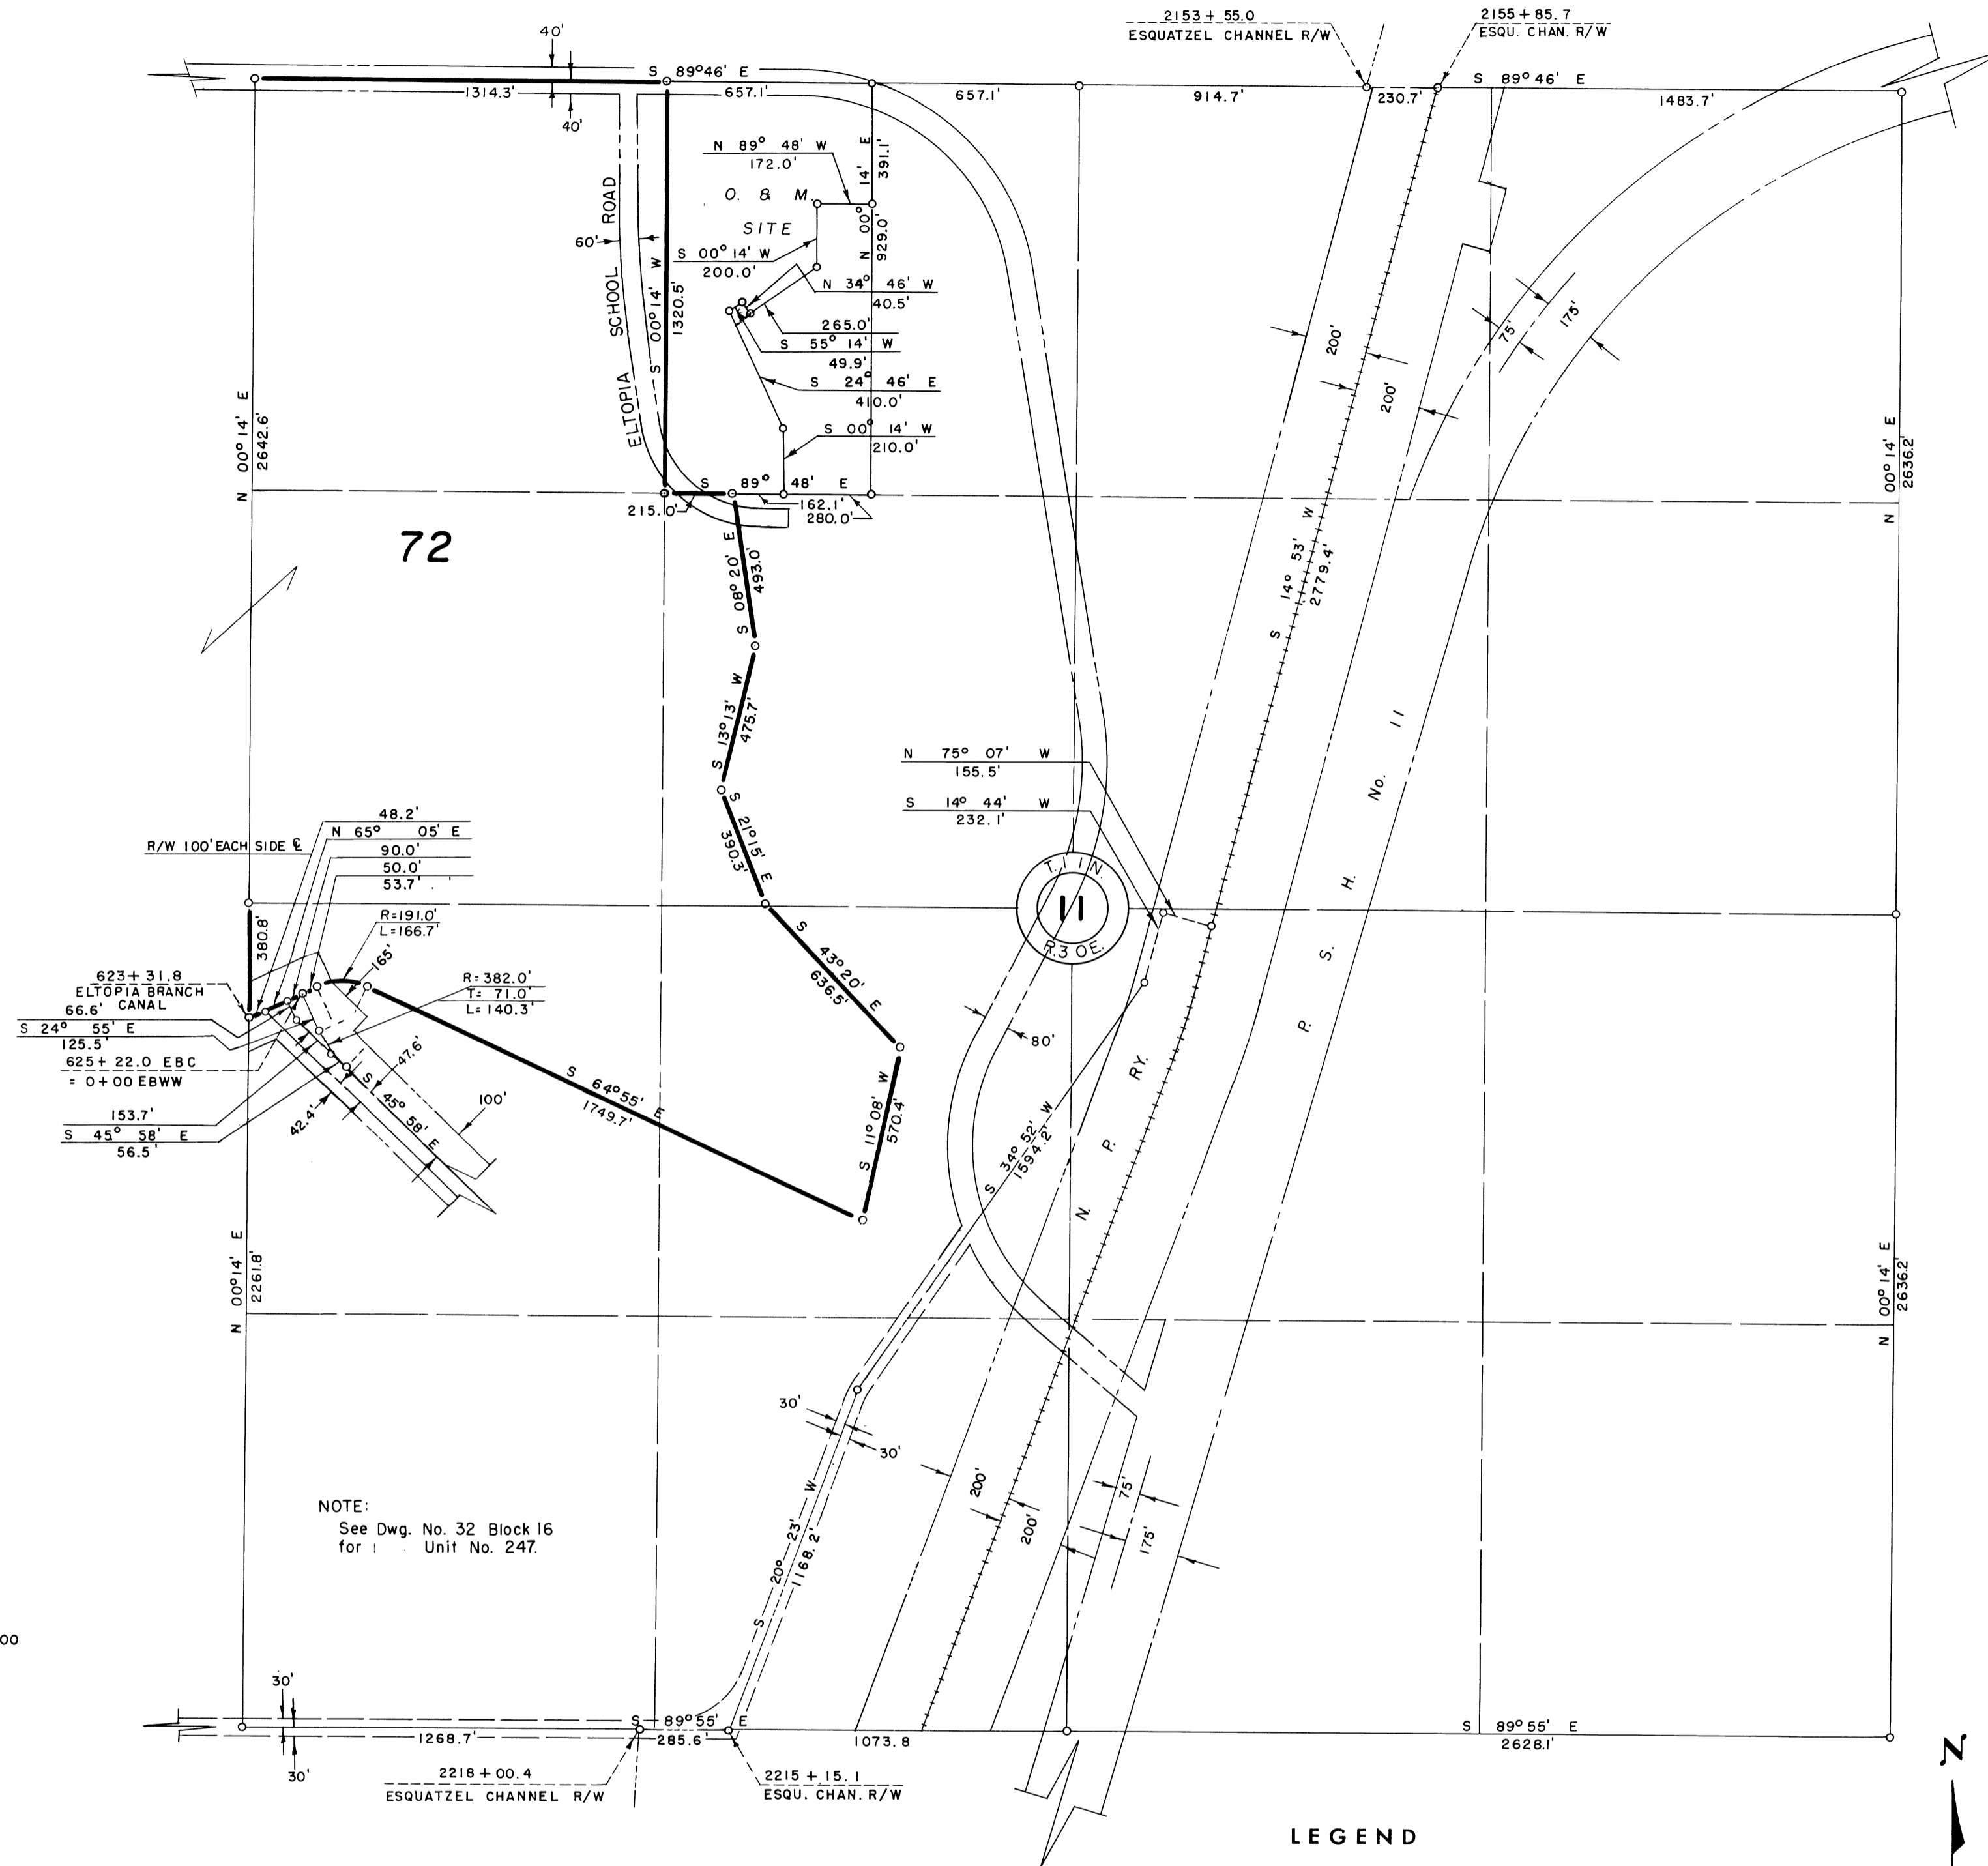 2153 + 55.0
ESQUATZEL CHANNEL R/W
2155 + 85.7
ESQU. CHAN. R/W
40'
S 89°46' E
1314.3'
657.1'
657.1'
914.7'
230.7'
S 89° 46' E
1483.7'
40'
N 89° 48' W
172.0'
N 00° 14' E
391.1'
929.0'
O. & M.
SITE
ELTOPIA SCHOOL ROAD
60'
S 00° 14' W
1320.5'
S 00° 14' W
200.0'
N 34° 46' W
40.5'
265.0'
S 55° 14' W
49.9'
S 24° 46' E
410.0'
S 00° 14' W
210.0'
200'
200'
75'
175'
N 00° 14' E
2642.6'
N 00° 14' E
2636.2'
S 89° 48' E
215.0'
162.1'
280.0'
72
S 08° 20' E
493.0'
S 14° 53' W
2779.4'
S 13° 13' W
475.7'
N 75° 07' W
155.5'
S 14° 44' W
232.1'
S 21° 15' E
390.3'
48.2'
N 65° 05' E
R/W 100' EACH SIDE ℄
90.0'
50.0'
53.7'
R=191.0'
L=166.7'
165'
380.8'
T. 11 N.
11
R. 30 E.
S 43° 20' E
636.5'
623+31.8
ELTOPIA BRANCH
CANAL
R= 382.0'
T= 71.0'
L= 140.3'
66.6'
S 24° 55' E
125.5'
625+ 22.0 EBC
= 0+00 EBWW
153.7'
S 45° 58' E
56.5'
42.4'
47.6'
S 45° 58' E
100'
S 64° 55' E
1749.7'
S 11° 08' W
570.4'
80'
S 34° 52' W
1594.2'
N. P. RY.
P. S. H. No. 11
N 00° 14' E
2261.8'
N 00° 14' E
2636.2'
30'
30'
200'
200'
75'
175'
S 20° 23' W
1168.2'
NOTE:
See Dwg. No. 32 Block 16
for Unit No. 247.
00
30'
S 89° 55' E
1268.7'
285.6'
1073.8
S 89° 55' E
2628.1'
30'
2218 + 00.4
ESQUATZEL CHANNEL R/W
2215 + 15.1
ESQU. CHAN. R/W
N
LEGEND